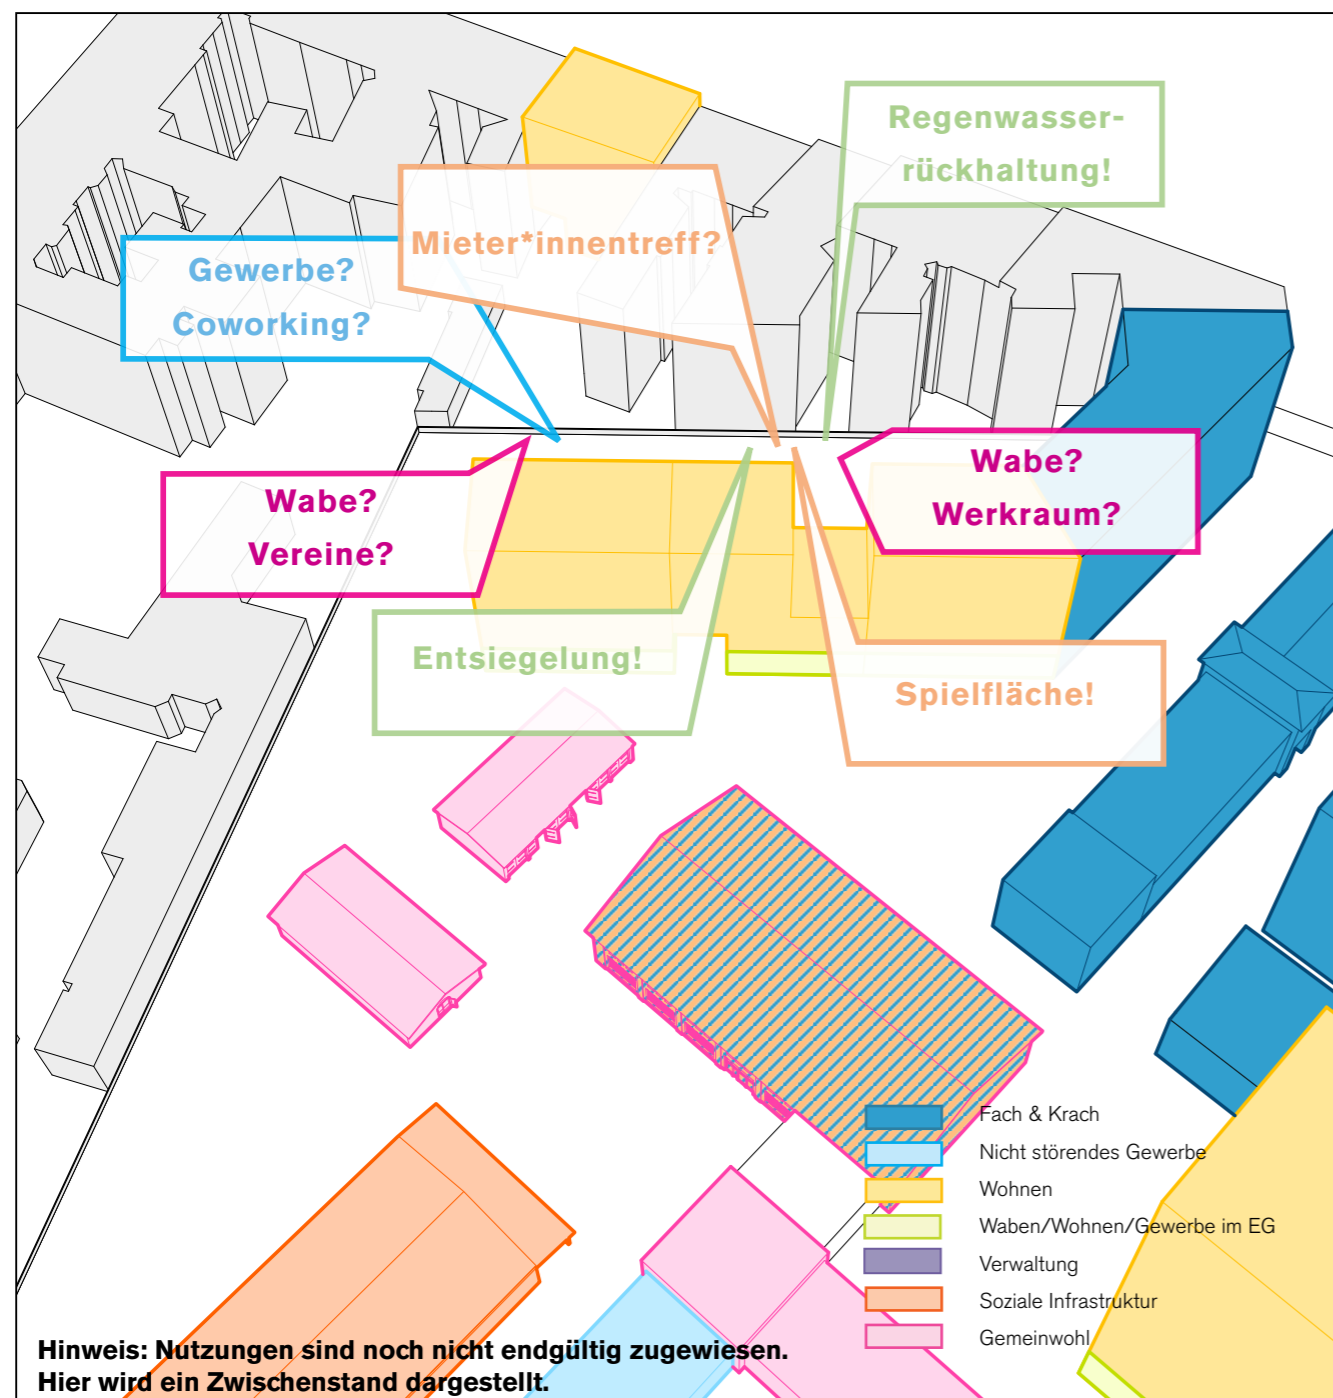 Regenwasser-
rückhaltung!
Mieter*innentreff?
Gewerbe?
Coworking?
Wabe?
Werkraum?
Wabe?
Vereine?
Entsiegelung!
Spielfläche!
Fach & Krach
Nicht störendes Gewerbe
Wohnen
Waben/Wohnen/Gewerbe im EG
Verwaltung
Soziale Infrastruktur
Gemeinwohl
Hinweis: Nutzungen sind noch nicht endgültig zugewiesen.
Hier wird ein Zwischenstand dargestellt.